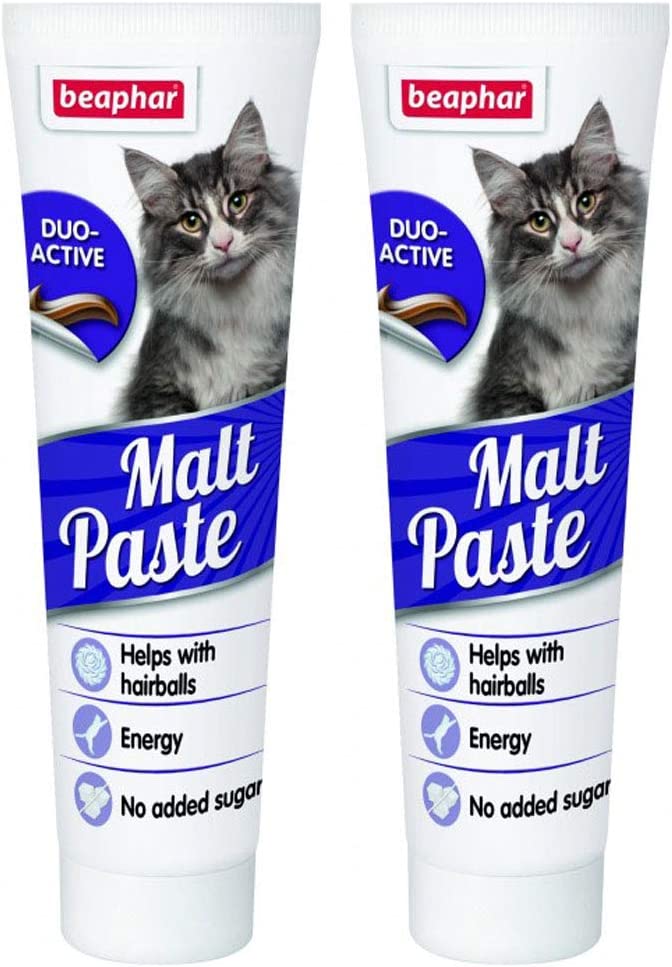 beaphar
DUO-
ACTIVE
Malt
Paste
Helps with
hairballs
Energy
No added sugar
beaphar
DUO-
ACTIVE
Malt
Paste
Helps with
hairballs
Energy
No added sugar